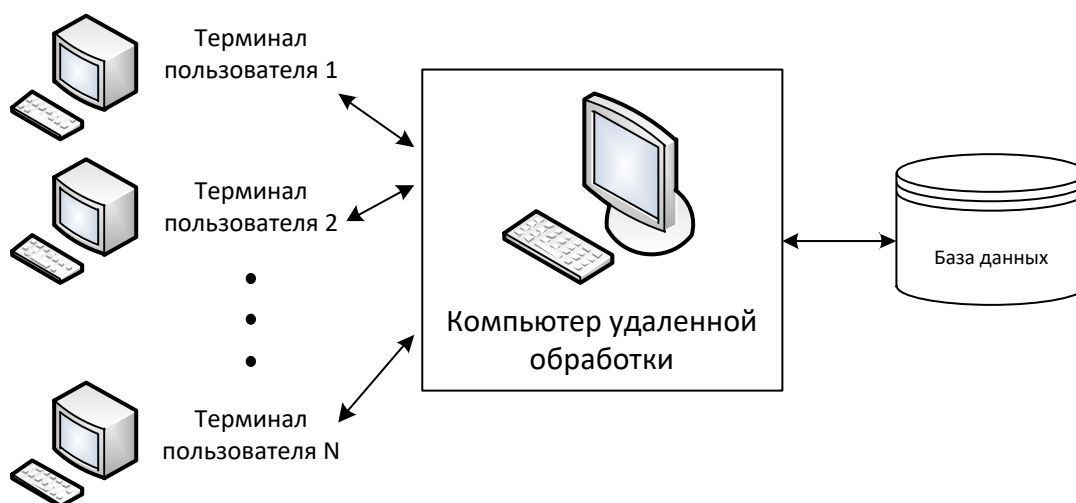 Терминал
пользователя 1
Терминал
пользователя 2
Терминал
пользователя N
Компьютер удаленной
обработки
База данных